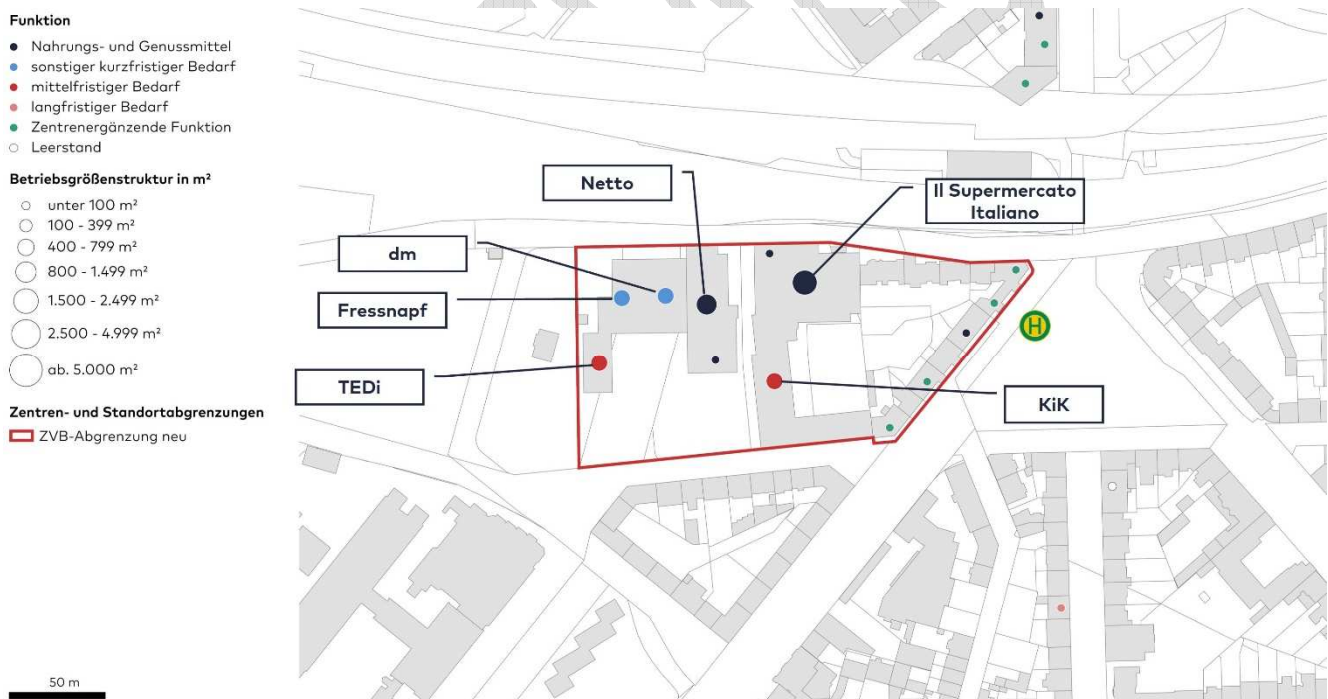 Funktion
Nahrungs- und Genussmittel
sonstiger kurzfristiger Bedarf
mittelfristiger Bedarf
langfristiger Bedarf
Zentrenergänzende Funktion
Leerstand
Betriebsgrößenstruktur in m²
unter 100 m²
100 - 399 m²
400 - 799 m²
800 - 1.499 m²
1.500 - 2.499 m²
2.500 - 4.999 m²
ab. 5.000 m²
Zentren- und Standortabgrenzungen
ZVB-Abgrenzung neu
50 m
Netto
Il Supermercato
Italiano
dm
Fressnapf
TEDi
KiK
H